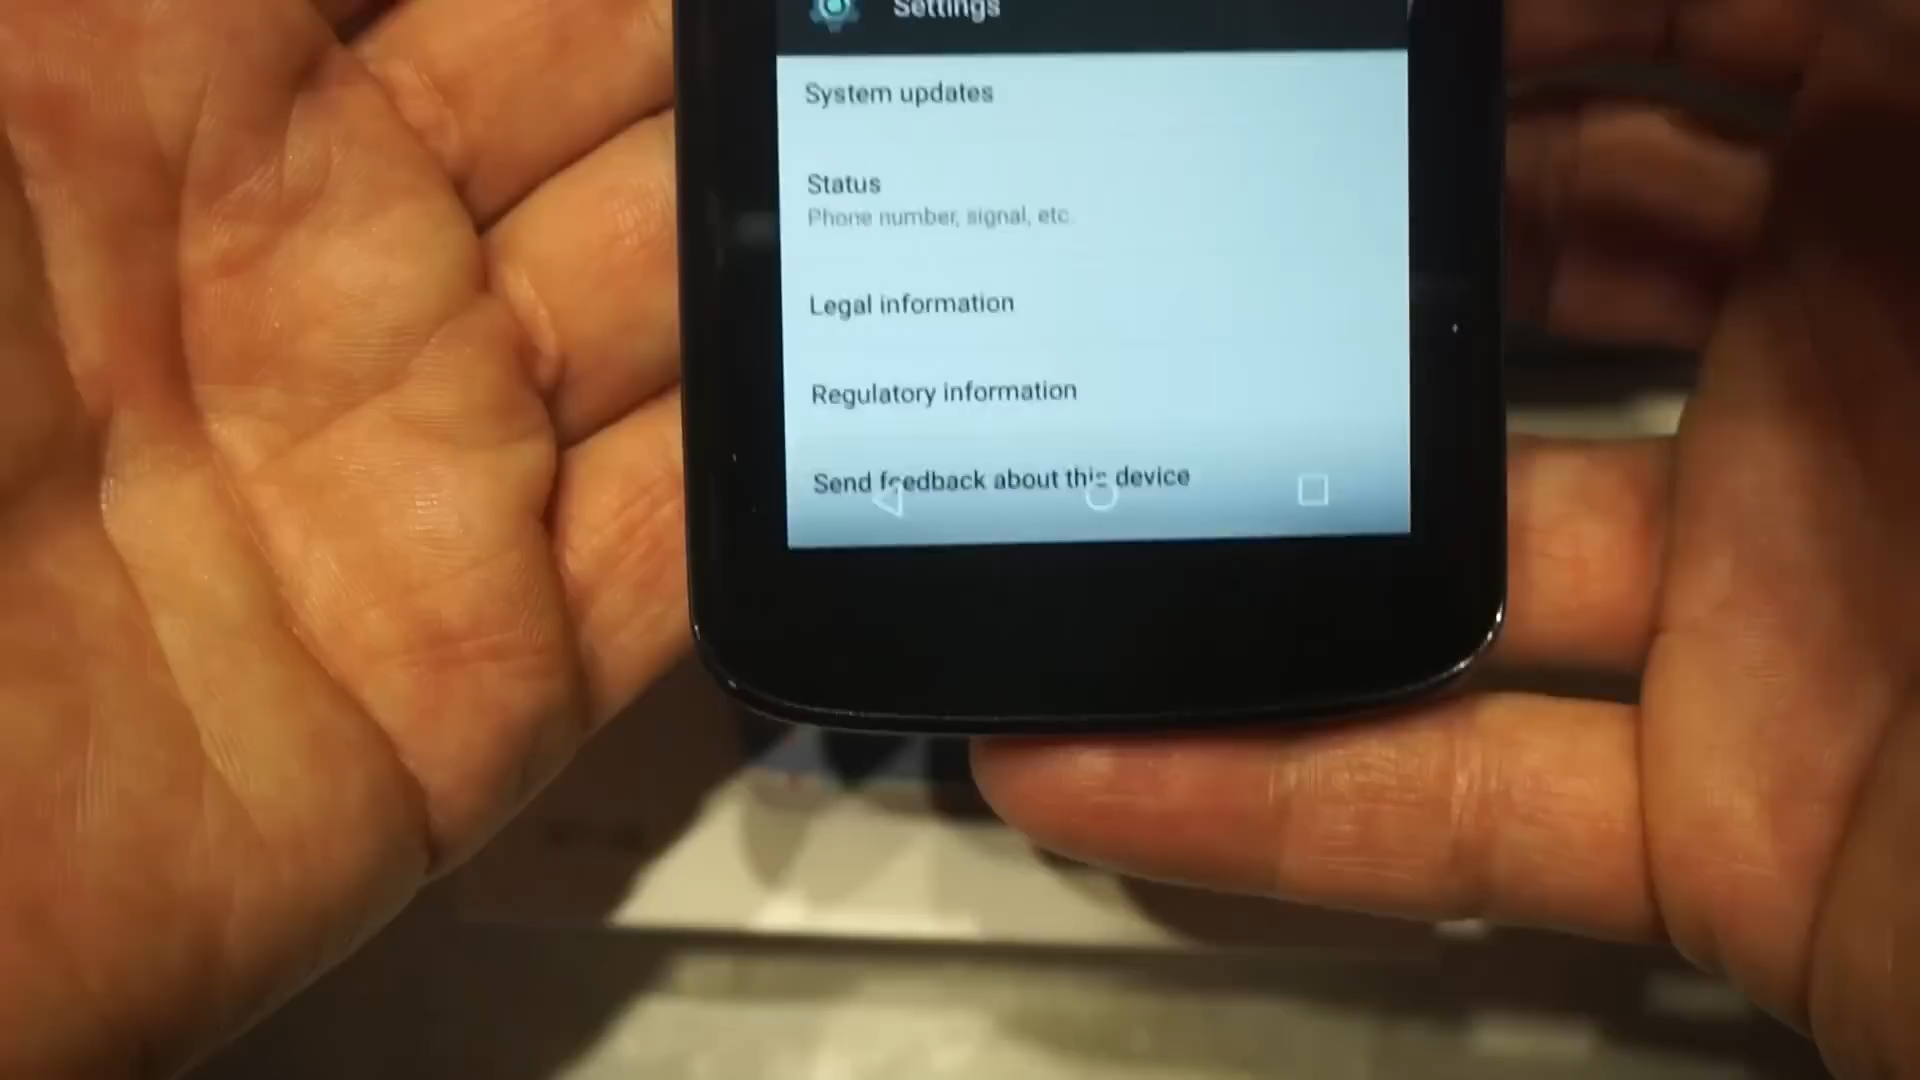 Settings
System updates
Status
Phone number, signal, etc.
Legal information
Regulatory information
Send feedback about this device